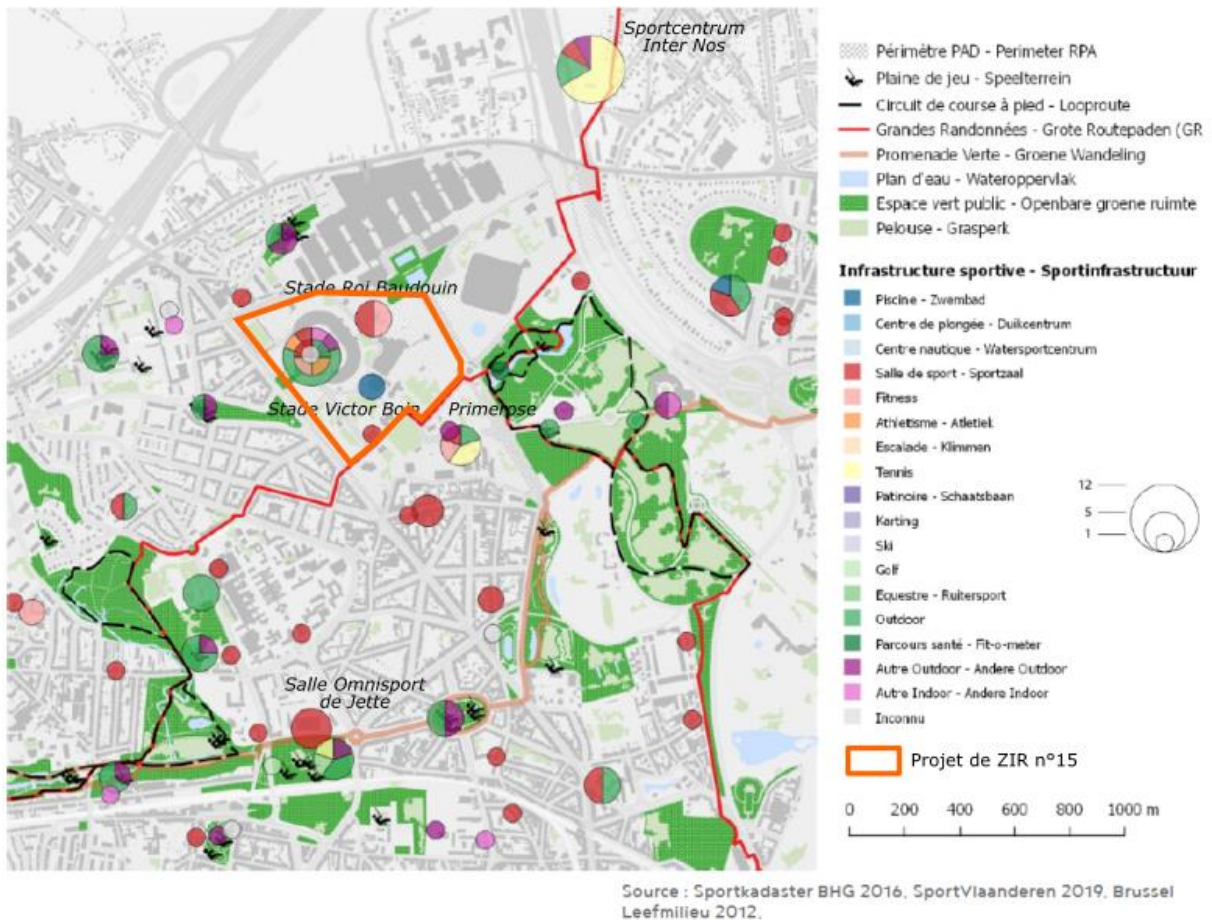 Sportcentrum
Inter Nos
Stade Roi Baudouin
Stade Victor Boin
Primerose
Salle Omnisport
de Jette
Périmètre PAD - Perimeter RPA
Plaine de jeu - Speelterrein
Circuit de course à pied - Looproute
Grandes Randonnées - Grote Routepaden (GR
Promenade Verte - Groene Wandeling
Plan d'eau - Wateroppervlak
Espace vert public - Openbare groene ruimte
Pelouse - Grasperk
Infrastructure sportive - Sportinfrastructuur
Piscine - Zwembad
Centre de plongée - Duikcentrum
Centre nautique - Watersportcentrum
Salle de sport - Sportzaal
Fitness
Athletisme - Atletiek
Escalade - Klimmen
Tennis
Patinoire - Schaatsbaan
Karting
Ski
Golf
Equestre - Ruitersport
Outdoor
Parcours santé - Fit-o-meter
Autre Outdoor - Andere Outdoor
Autre Indoor - Andere Indoor
Inconnu
12
5
1
Projet de ZIR n°15
0 200 400 600 800 1000 m
Source : Sportkadaster BHG 2016, SportVlaanderen 2019, Brussel
Leefmilieu 2012,